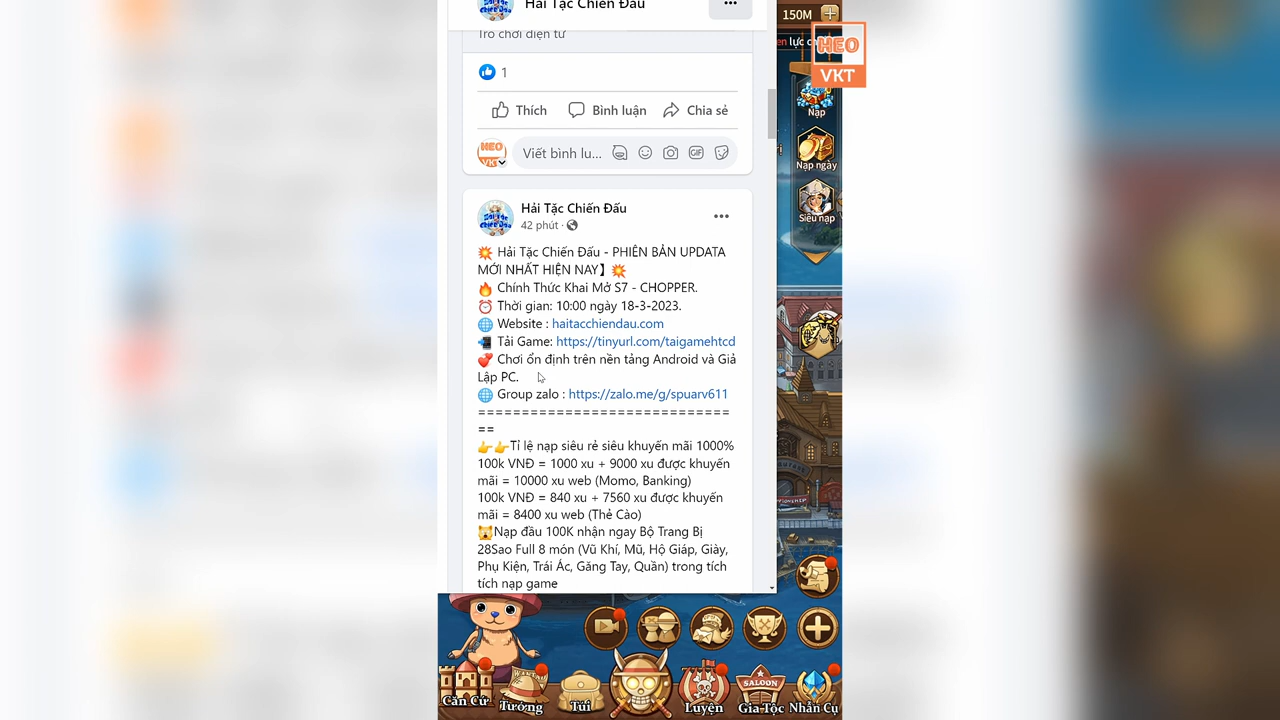 Hải Tặc Chiến Đấu
Trò chơi điện tử
1
Thích
Bình luận
Chia sẻ
HEO
VKT
Viết bình lu...
GIF
Hải Tặc Chiến Đấu
42 phút ·
💥 Hải Tặc Chiến Đấu - PHIÊN BẢN UPDATA
MỚI NHẤT HIỆN NAY】💥
🔥 Chính Thức Khai Mở S7 - CHOPPER.
⏰ Thời gian: 10:00 ngày 18-3-2023.
🌐 Website : haitacchiendau.com
📲 Tải Game: https://tinyurl.com/taigamehtcd
💞 Chơi ổn định trên nền tảng Android và Giả
Lập PC.
🌐 Group zalo : https://zalo.me/g/spuarv611
=============================
==
👉👉Tỉ lệ nạp siêu rẻ siêu khuyến mãi 1000%
100k VNĐ = 1000 xu + 9000 xu được khuyến
mãi = 10000 xu web (Momo, Banking)
100k VNĐ = 840 xu + 7560 xu được khuyến
mãi = 8400 xu web (Thẻ Cào)
🙀Nạp đầu 100K nhận ngay Bộ Trang Bị
28Sao Full 8 món (Vũ Khí, Mũ, Hộ Giáp, Giày,
Phụ Kiện, Trái Ác, Găng Tay, Quần) trong tích
tích nạp game
150M
lực
HEO
VKT
Nạp
Nạp ngày
Siêu nạp
Căn Cứ
Tướng
Túi
Luyện
SALOON
Gia Tộc
Nhẫn Cụ